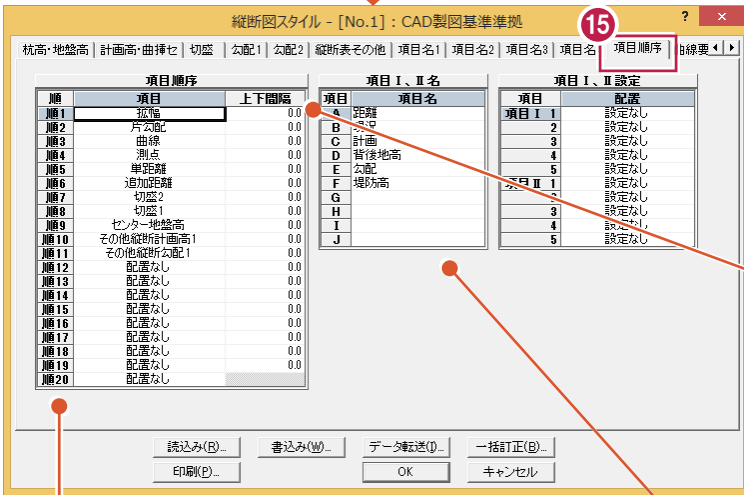 縦断図スタイル - [No.1]：CAD製図基準準拠
?
×
15
杭高･地盤高
計画高･曲挿セ
切盛
勾配1
勾配2
縦断表その他
項目名1
項目名2
項目名3
項目名
項目順序
曲線要
項目順序
順 項目 上下間隔
順1 拡幅 0.0
順2 片勾配 0.0
順3 曲線 0.0
順4 測点 0.0
順5 単距離 0.0
順6 追加距離 0.0
順7 切盛2 0.0
順8 切盛1 0.0
順9 センター地盤高 0.0
順10 その他縦断計画高1 0.0
順11 その他縦断勾配1 0.0
順12 配置なし 0.0
順13 配置なし 0.0
順14 配置なし 0.0
順15 配置なし 0.0
順16 配置なし 0.0
順17 配置なし 0.0
順18 配置なし 0.0
順19 配置なし 0.0
順20 配置なし
項目Ⅰ、Ⅱ名
項目 項目名
A 距離
B 現況
C 計画
D 背後地高
E 勾配
F 堤防高
G
H
I
J
項目Ⅰ、Ⅱ設定
項目 配置
項目Ⅰ 1 設定なし
2 設定なし
3 設定なし
4 設定なし
5 設定なし
項目Ⅱ 1 設定なし
設定なし
3 設定なし
4 設定なし
5 設定なし
読込み(R)...
書込み(W)...
データ転送(I)...
一括訂正(B)...
印刷(P)...
OK
キャンセル